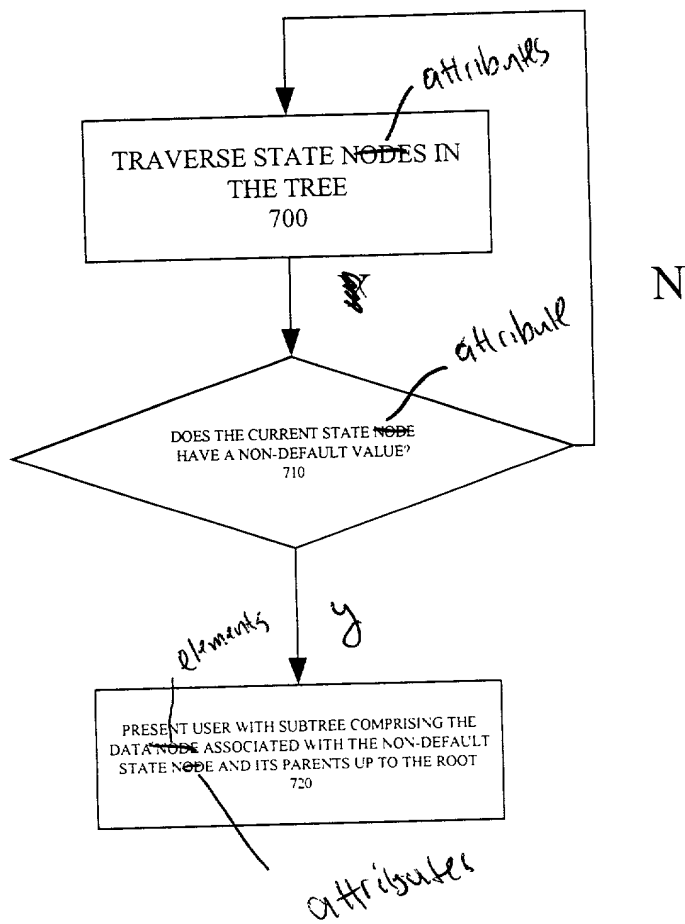 attributes
TRAVERSE STATE NODES IN
THE TREE
700
N
attribute
DOES THE CURRENT STATE NODE
HAVE A NON-DEFAULT VALUE?
710
y
elements
PRESENT USER WITH SUBTREE COMPRISING THE
DATA NODE ASSOCIATED WITH THE NON-DEFAULT
STATE NODE AND ITS PARENTS UP TO THE ROOT
720
attributes